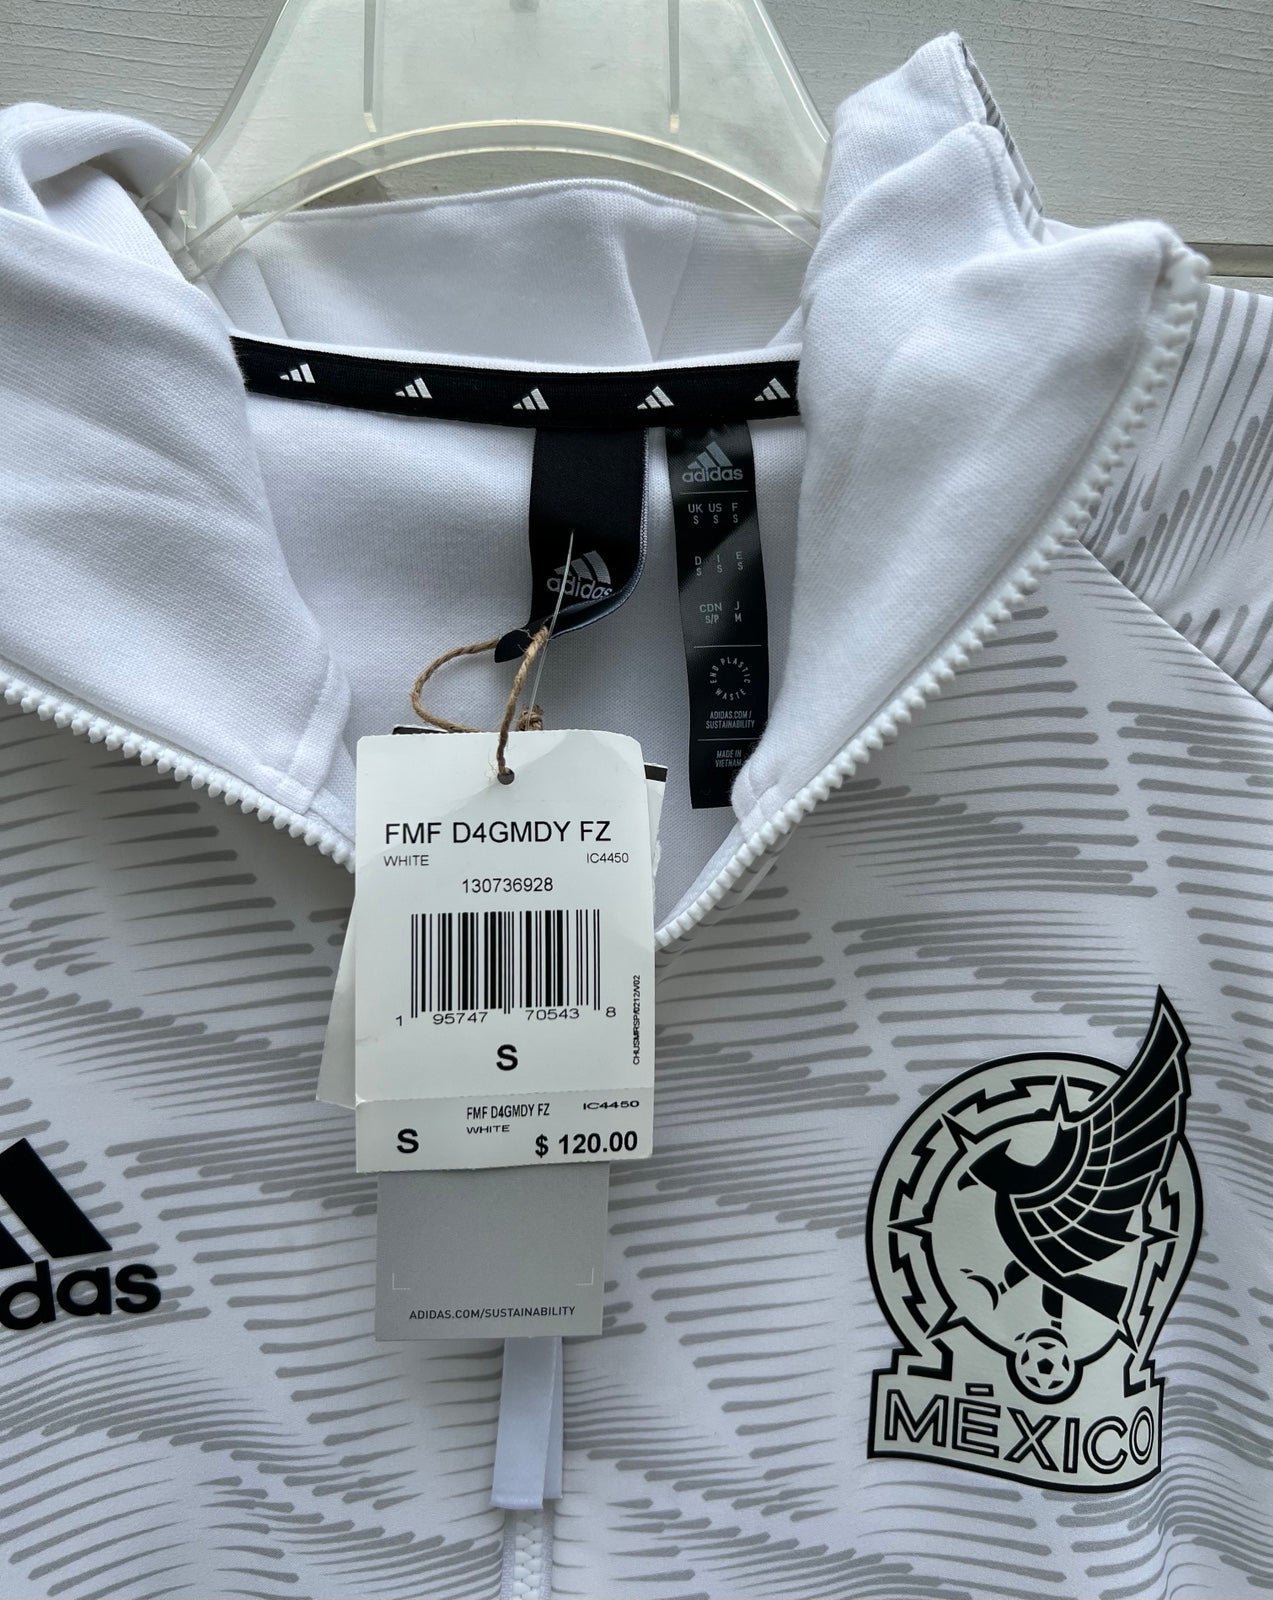 adidas
UK US F
S S S
D I E
S S S
CDN J
S/P M
END PLASTIC WASTE
ADIDAS.COM/
SUSTAINABILITY
MADE IN
VIETNAM
adidas
FMF D4GMDY FZ
WHITE IC4450
130736928
1 95747 70543 8
S
FMF D4GMDY FZ IC4450
WHITE
S $ 120.00
ADIDAS.COM/SUSTAINABILITY
das
MÉXICO